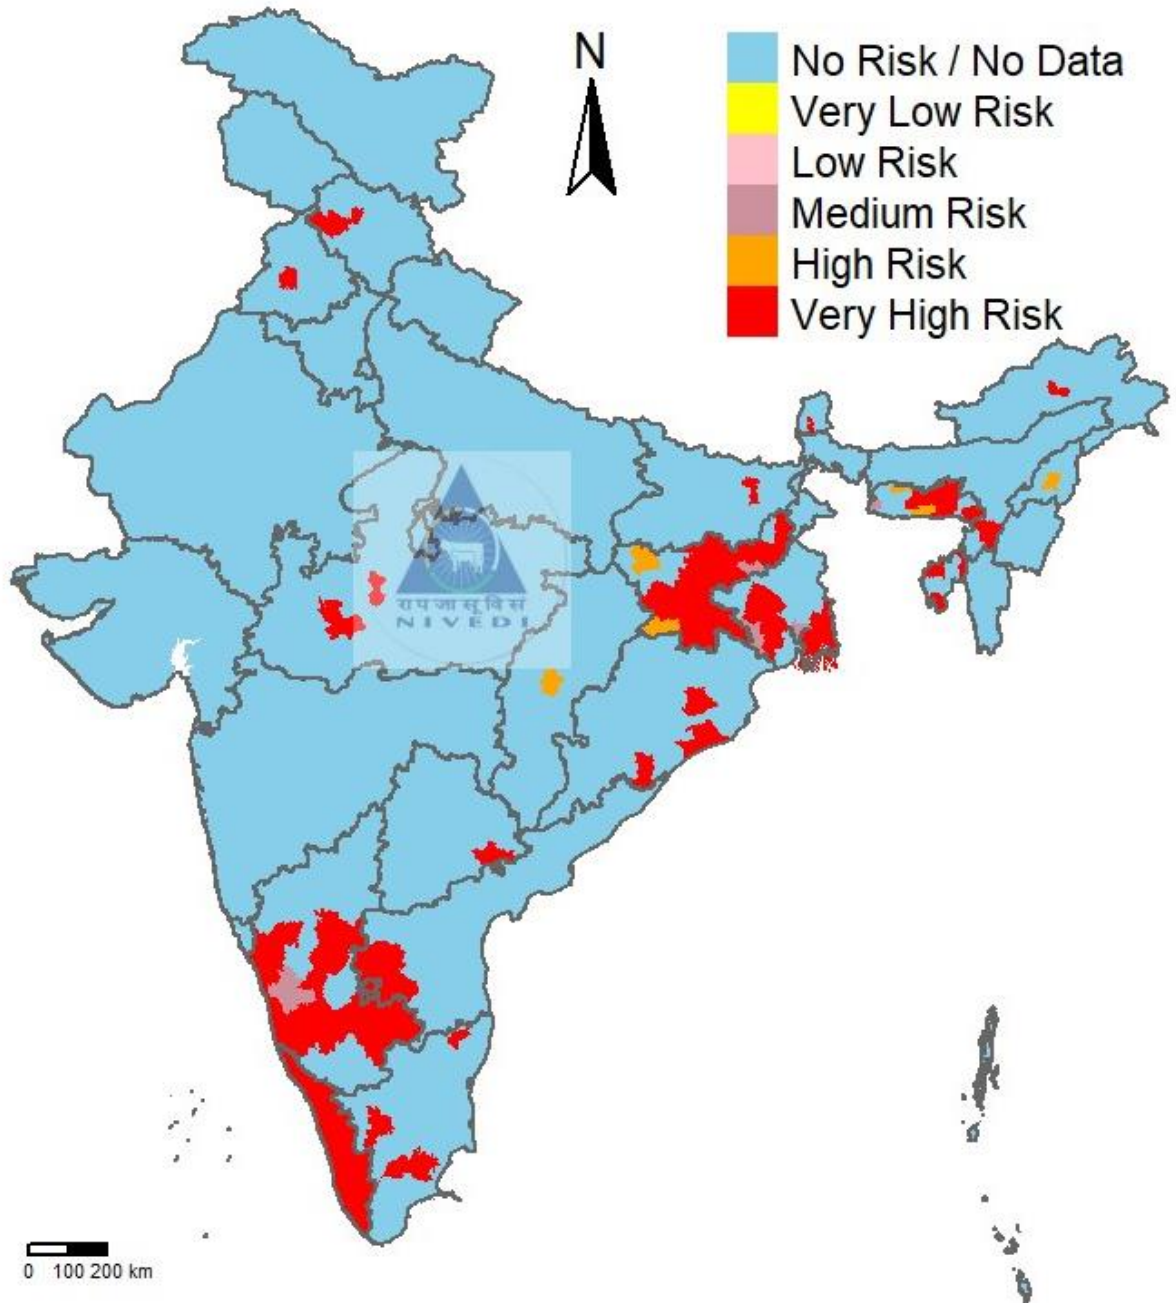 N
No Risk / No Data
Very Low Risk
Low Risk
Medium Risk
High Risk
Very High Risk
रापजासूविसं
NIVEDI
0 100 200 km